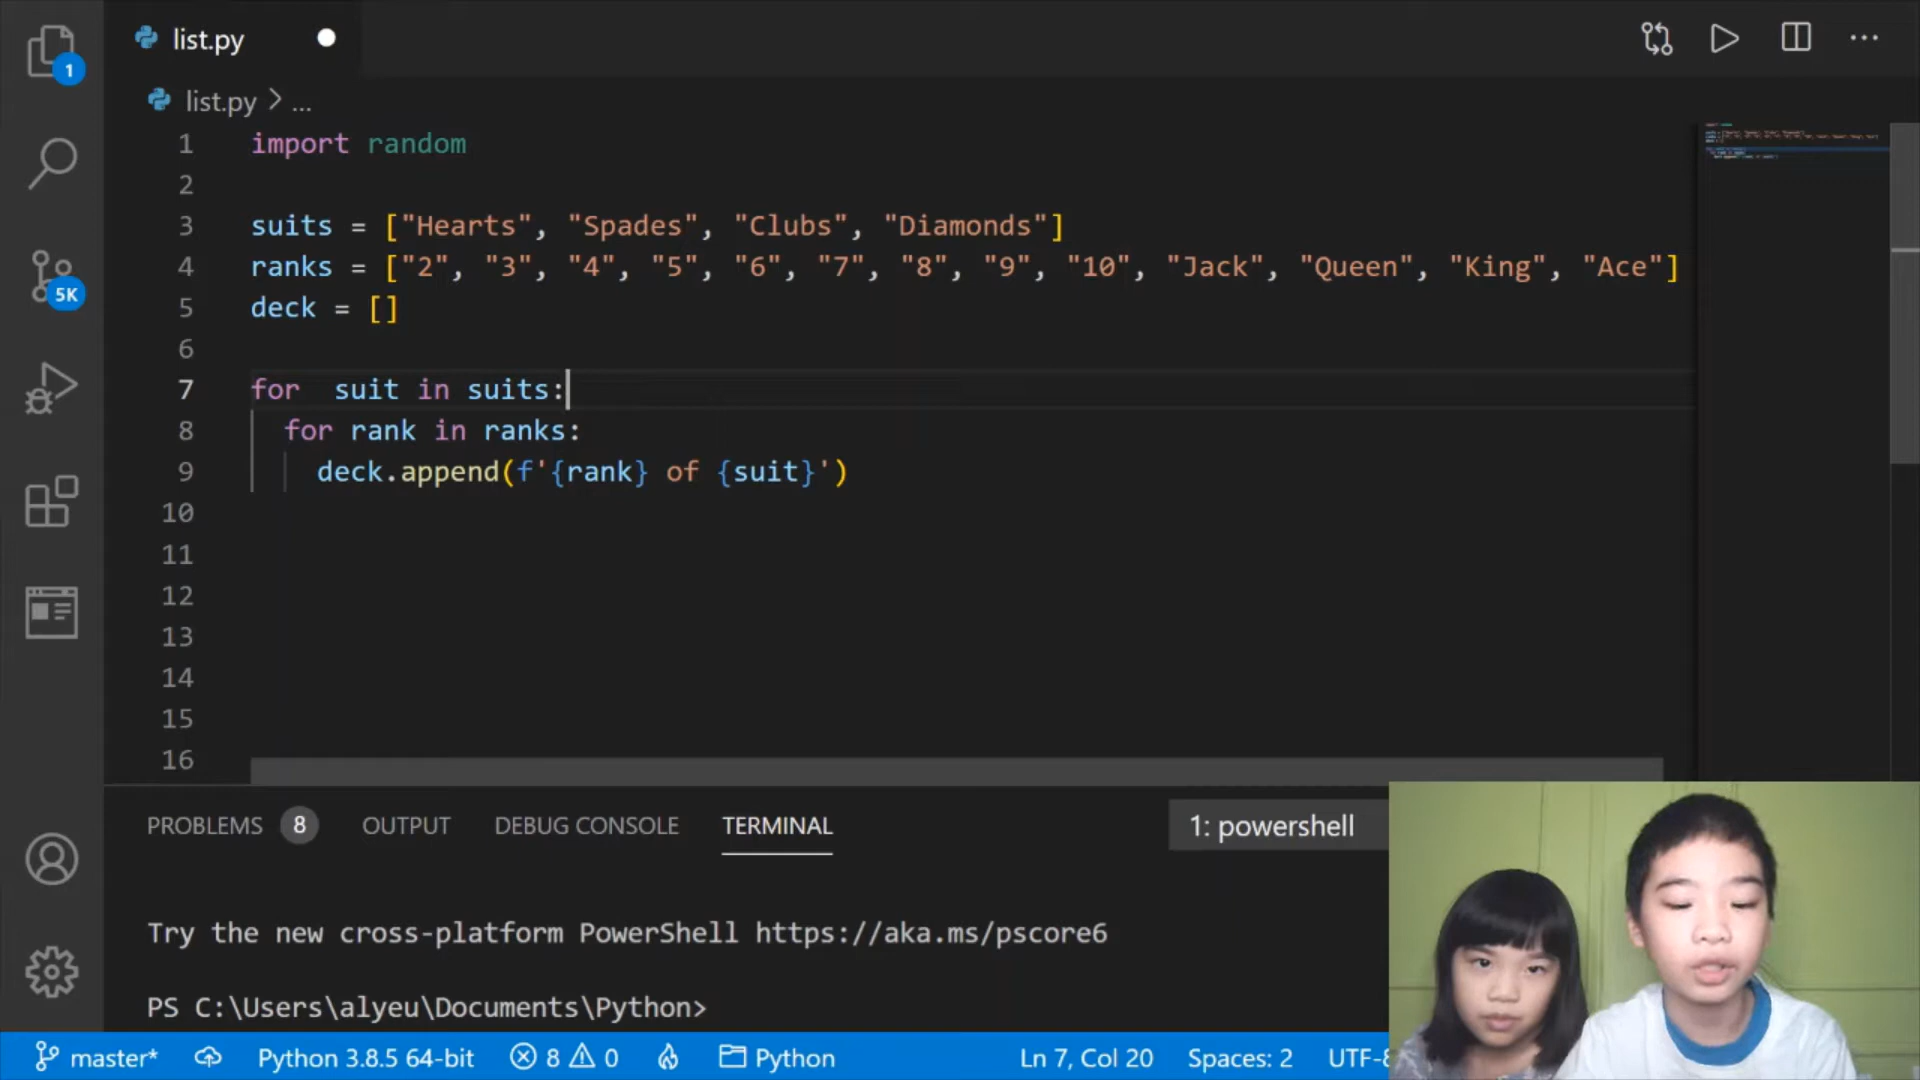 list.py
list.py > ...
1
5K
1 import random
2
3 suits = ["Hearts", "Spades", "Clubs", "Diamonds"]
4 ranks = ["2", "3", "4", "5", "6", "7", "8", "9", "10", "Jack", "Queen", "King", "Ace"]
5 deck = []
6
7 for  suit in suits:
8   for rank in ranks:
9     deck.append(f'{rank} of {suit}')
10
11
12
13
14
15
16
PROBLEMS 8 OUTPUT DEBUG CONSOLE TERMINAL 1: powershell
Try the new cross-platform PowerShell https://aka.ms/pscore6
PS C:\Users\alyeu\Documents\Python>
master* Python 3.8.5 64-bit 8 0 Python Ln 7, Col 20 Spaces: 2